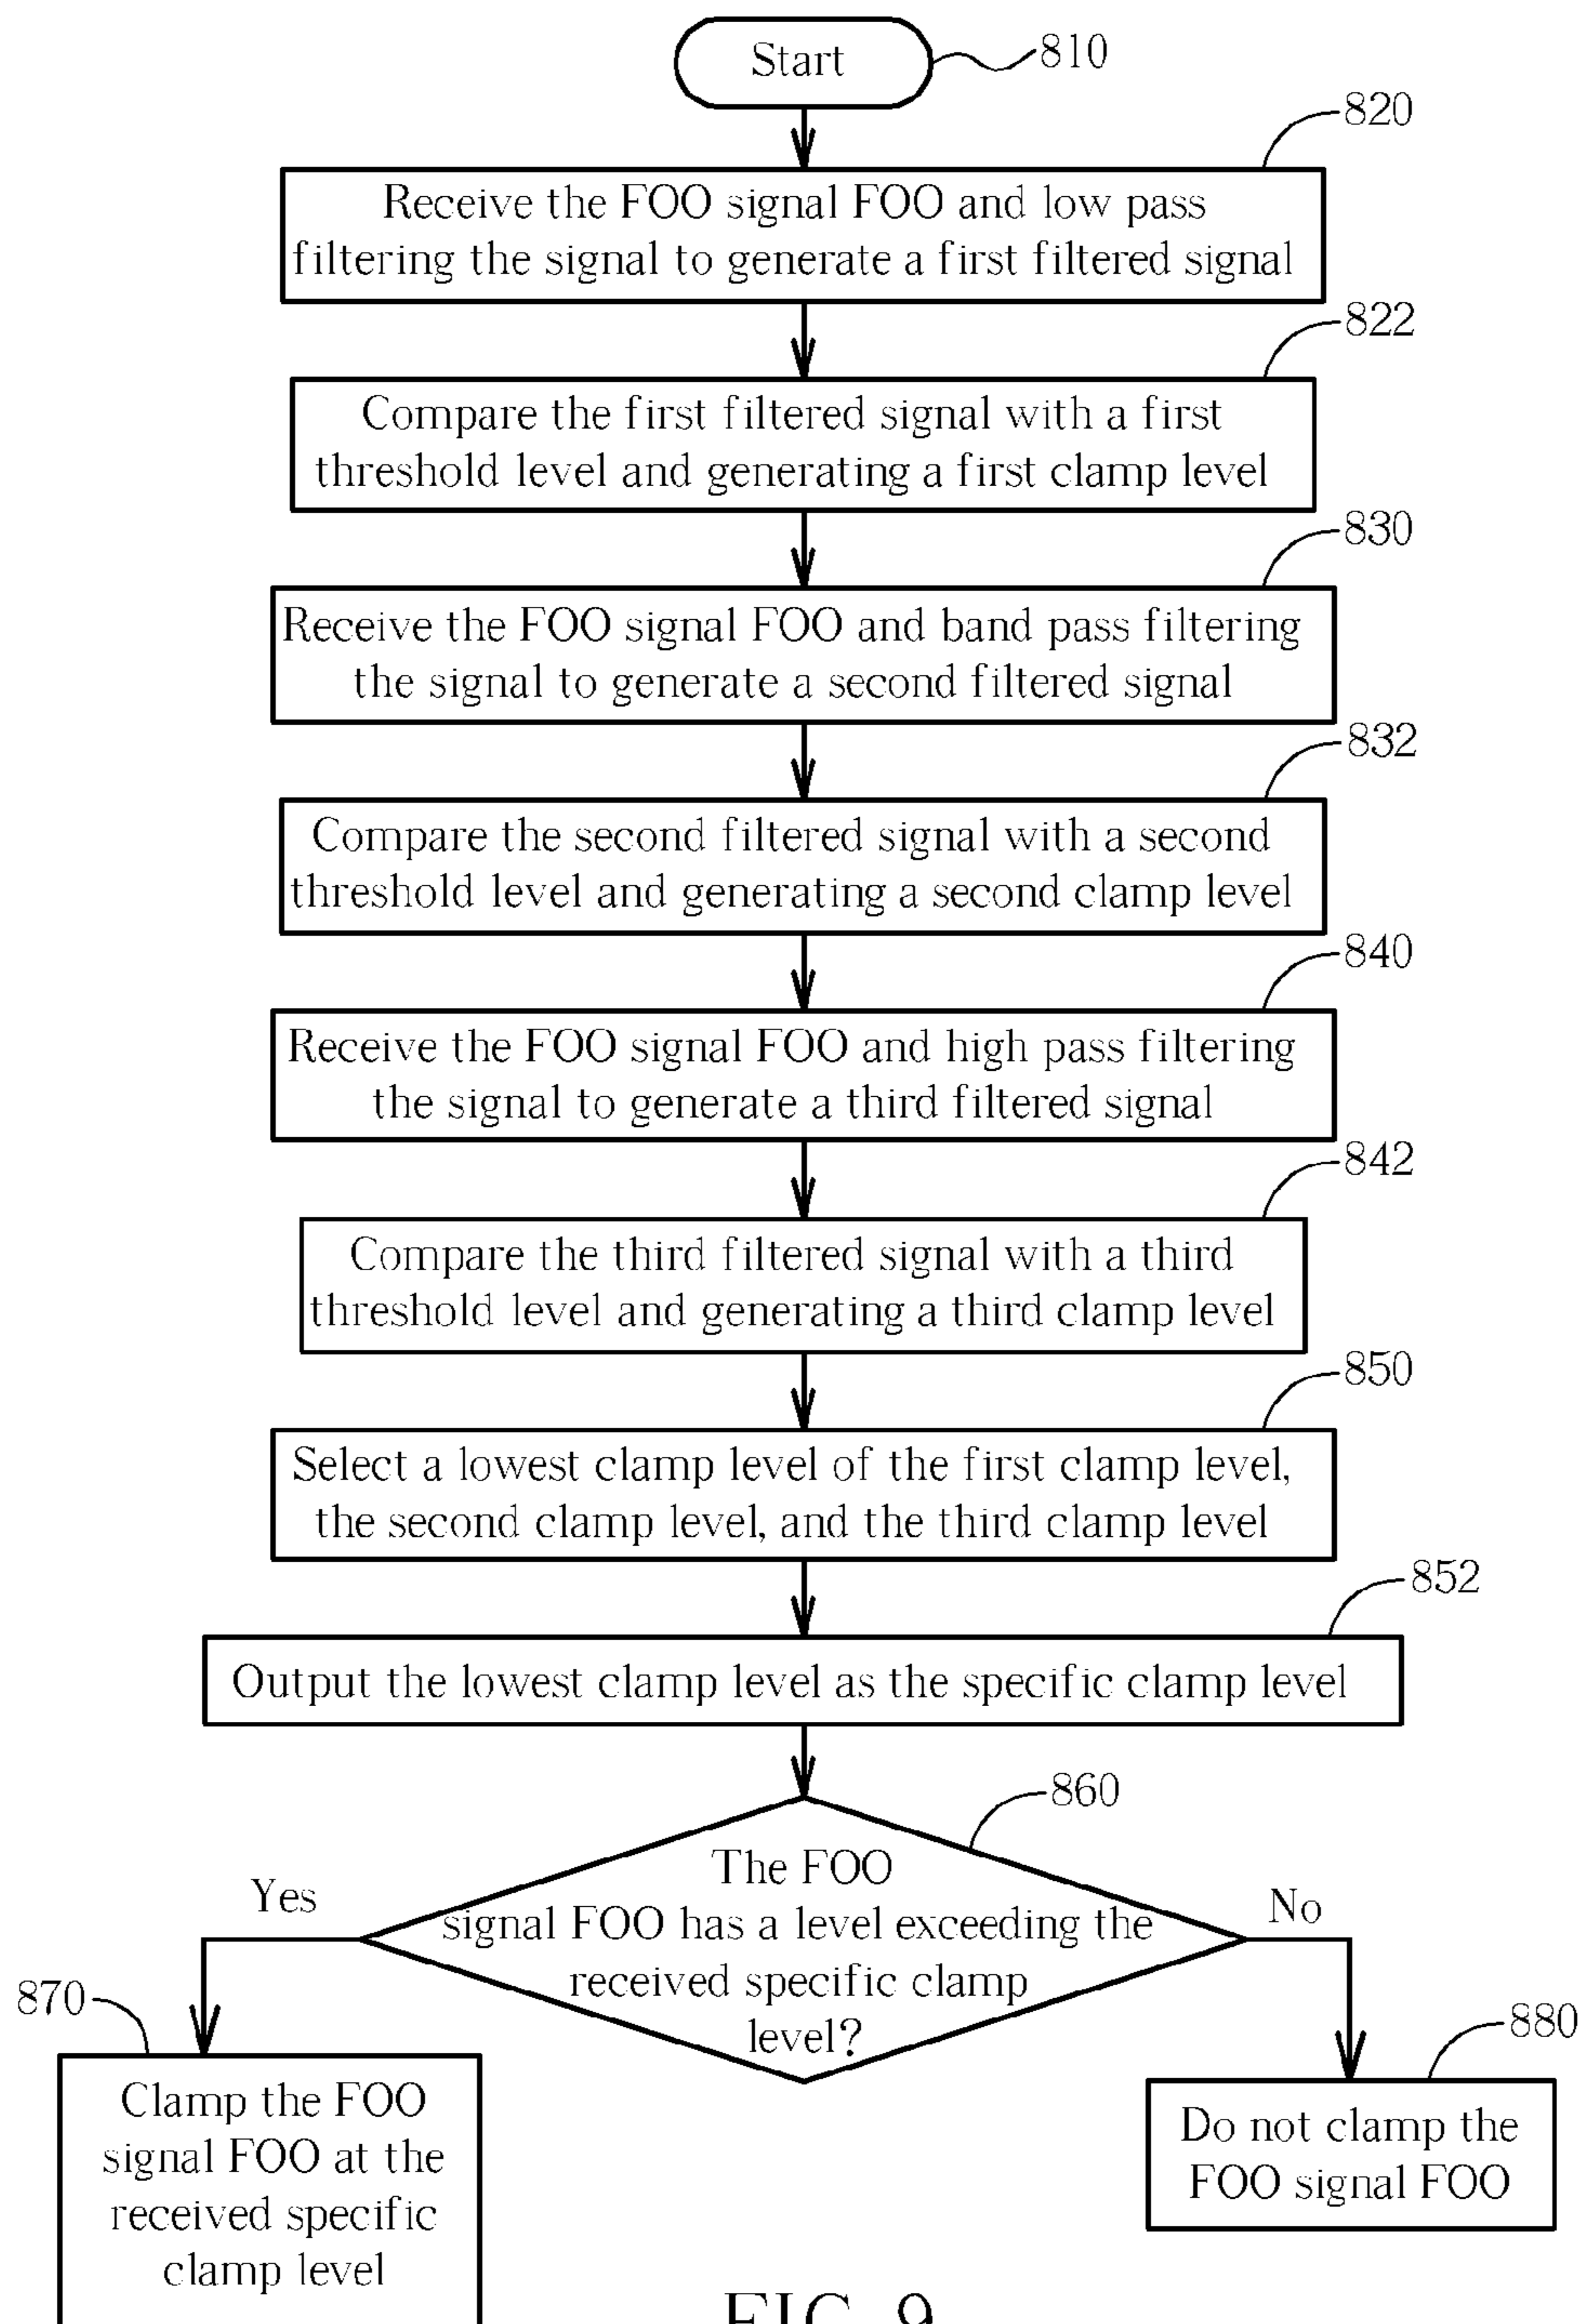 Start
810
820
Receive the FOO signal FOO and low pass
filtering the signal to generate a first filtered signal
822
Compare the first filtered signal with a first
threshold level and generating a first clamp level
830
Receive the FOO signal FOO and band pass filtering
the signal to generate a second filtered signal
832
Compare the second filtered signal with a second
threshold level and generating a second clamp level
840
Receive the FOO signal FOO and high pass filtering
the signal to generate a third filtered signal
842
Compare the third filtered signal with a third
threshold level and generating a third clamp level
850
Select a lowest clamp level of the first clamp level,
the second clamp level, and the third clamp level
852
Output the lowest clamp level as the specific clamp level
860
The FOO
signal FOO has a level exceeding the
received specific clamp
level?
Yes
No
870
Clamp the FOO
signal FOO at the
received specific
clamp level
880
Do not clamp the
FOO signal FOO
FIG. 9